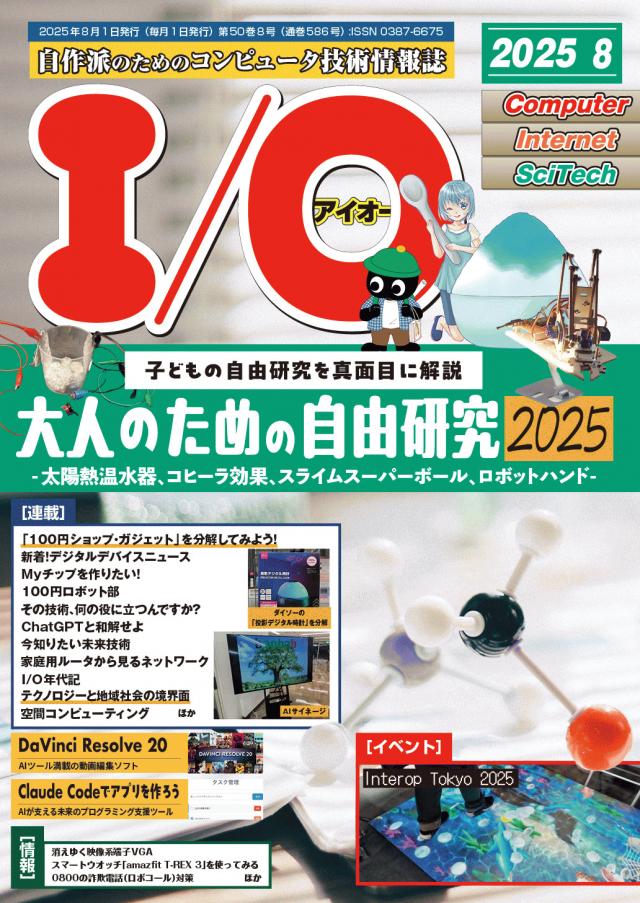 2025年8月1日発行（毎月1日発行）第50巻8号（通巻586号）:ISSN 0387-6675
自作派のためのコンピュータ技術情報誌
2025 8
Computer
Internet
SciTech
I/O
アイオー
子どもの自由研究を真面目に解説
大人のための自由研究2025
-太陽熱温水器、コヒーラ効果、スライムスーパーボール、ロボットハンド-
［連載］
「100円ショップ・ガジェット」を分解してみよう!
新着!デジタルデバイスニュース
Myチップを作りたい!
100円ロボット部
その技術、何の役に立つんですか?
ChatGPTと和解せよ
今知りたい未来技術
家庭用ルータから見るネットワーク
I/O年代記
テクノロジーと地域社会の境界面
空間コンピューティング ほか
ダイソーの
「投影デジタル時計」を分解
AIサイネージ
DaVinci Resolve 20
AIツール満載の動画編集ソフト
DAVINCI RESOLVE 20
Claude Codeでアプリを作ろう
AIが支える未来のプログラミング支援ツール
タスク管理
［情報］
消えゆく映像系端子VGA
スマートウオッチ「amazfit T-REX 3」を使ってみる
0800の詐欺電話(ロボコール)対策 ほか
［イベント］
Interop Tokyo 2025